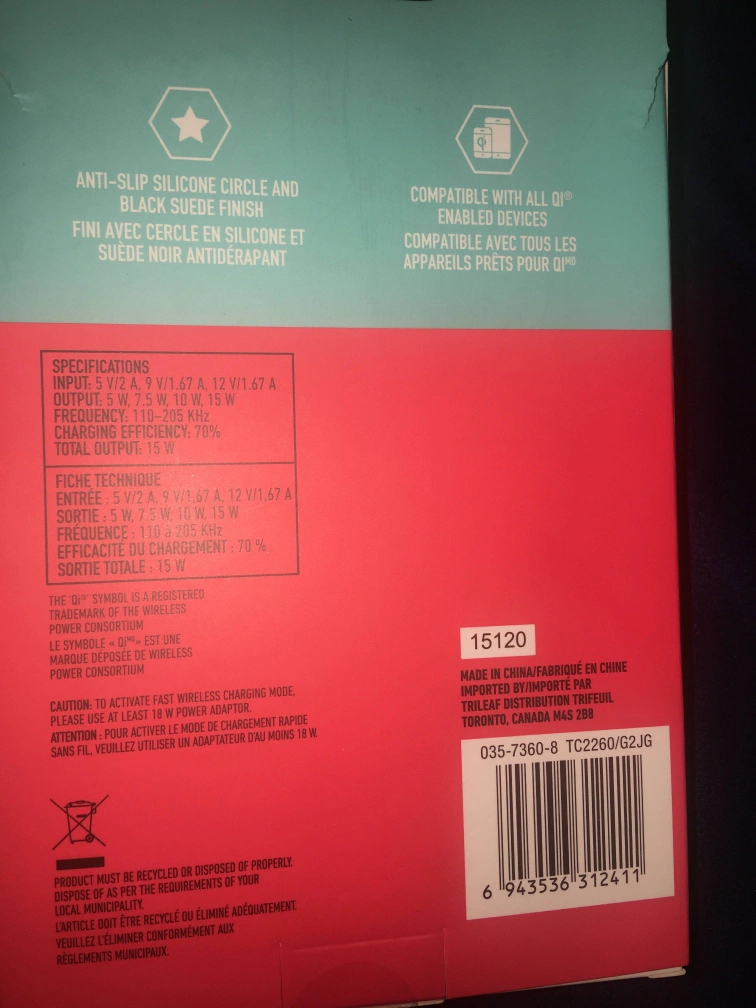 ANTI-SLIP SILICONE CIRCLE AND
BLACK SUEDE FINISH
FINI AVEC CERCLE EN SILICONE ET
SUÈDE NOIR ANTIDÉRAPANT
COMPATIBLE WITH ALL QI®
ENABLED DEVICES
COMPATIBLE AVEC TOUS LES
APPAREILS PRÊTS POUR QIᴹᴰ
SPECIFICATIONS
INPUT: 5 V/2 A, 9 V/1.67 A, 12 V/1.67 A
OUTPUT: 5 W, 7.5 W, 10 W, 15 W
FREQUENCY: 110-205 KHz
CHARGING EFFICIENCY: 70%
TOTAL OUTPUT: 15 W
FICHE TECHNIQUE
ENTRÉE : 5 V/2 A, 9 V/1,67 A, 12 V/1,67 A
SORTIE : 5 W, 7.5 W, 10 W, 15 W
FRÉQUENCE : 110 à 205 KHz
EFFICACITÉ DU CHARGEMENT : 70 %
SORTIE TOTALE : 15 W
THE "Qi®" SYMBOL IS A REGISTERED
TRADEMARK OF THE WIRELESS
POWER CONSORTIUM
LE SYMBOLE « QIᴹᴰ» EST UNE
MARQUE DÉPOSÉE DE WIRELESS
POWER CONSORTIUM
CAUTION: TO ACTIVATE FAST WIRELESS CHARGING MODE,
PLEASE USE AT LEAST 18 W POWER ADAPTOR.
ATTENTION : POUR ACTIVER LE MODE DE CHARGEMENT RAPIDE
SANS FIL, VEUILLEZ UTILISER UN ADAPTATEUR D'AU MOINS 18 W.
PRODUCT MUST BE RECYCLED OR DISPOSED OF PROPERLY.
DISPOSE OF AS PER THE REQUIREMENTS OF YOUR
LOCAL MUNICIPALITY.
L'ARTICLE DOIT ÊTRE RECYCLÉ OU ÉLIMINÉ ADÉQUATEMENT.
VEUILLEZ L'ÉLIMINER CONFORMÉMENT AUX
RÈGLEMENTS MUNICIPAUX.
15120
MADE IN CHINA/FABRIQUÉ EN CHINE
IMPORTED BY/IMPORTÉ PAR
TRILEAF DISTRIBUTION TRIFEUIL
TORONTO, CANADA M4S 2B8
035-7360-8 TC2260/G2JG
6 943536 312411